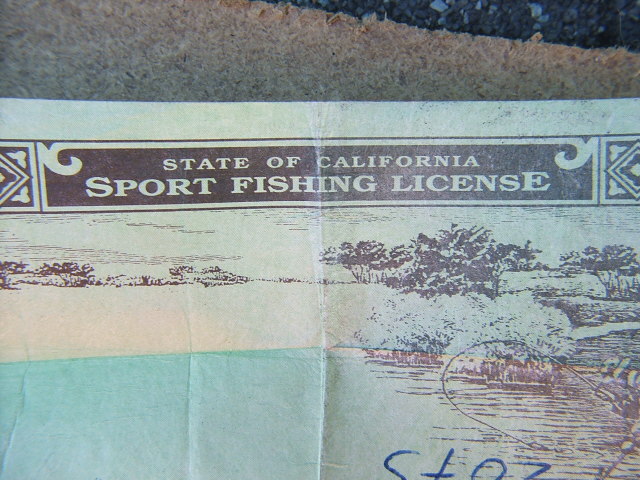 STATE OF CALIFORNIA
SPORT FISHING LICENSE